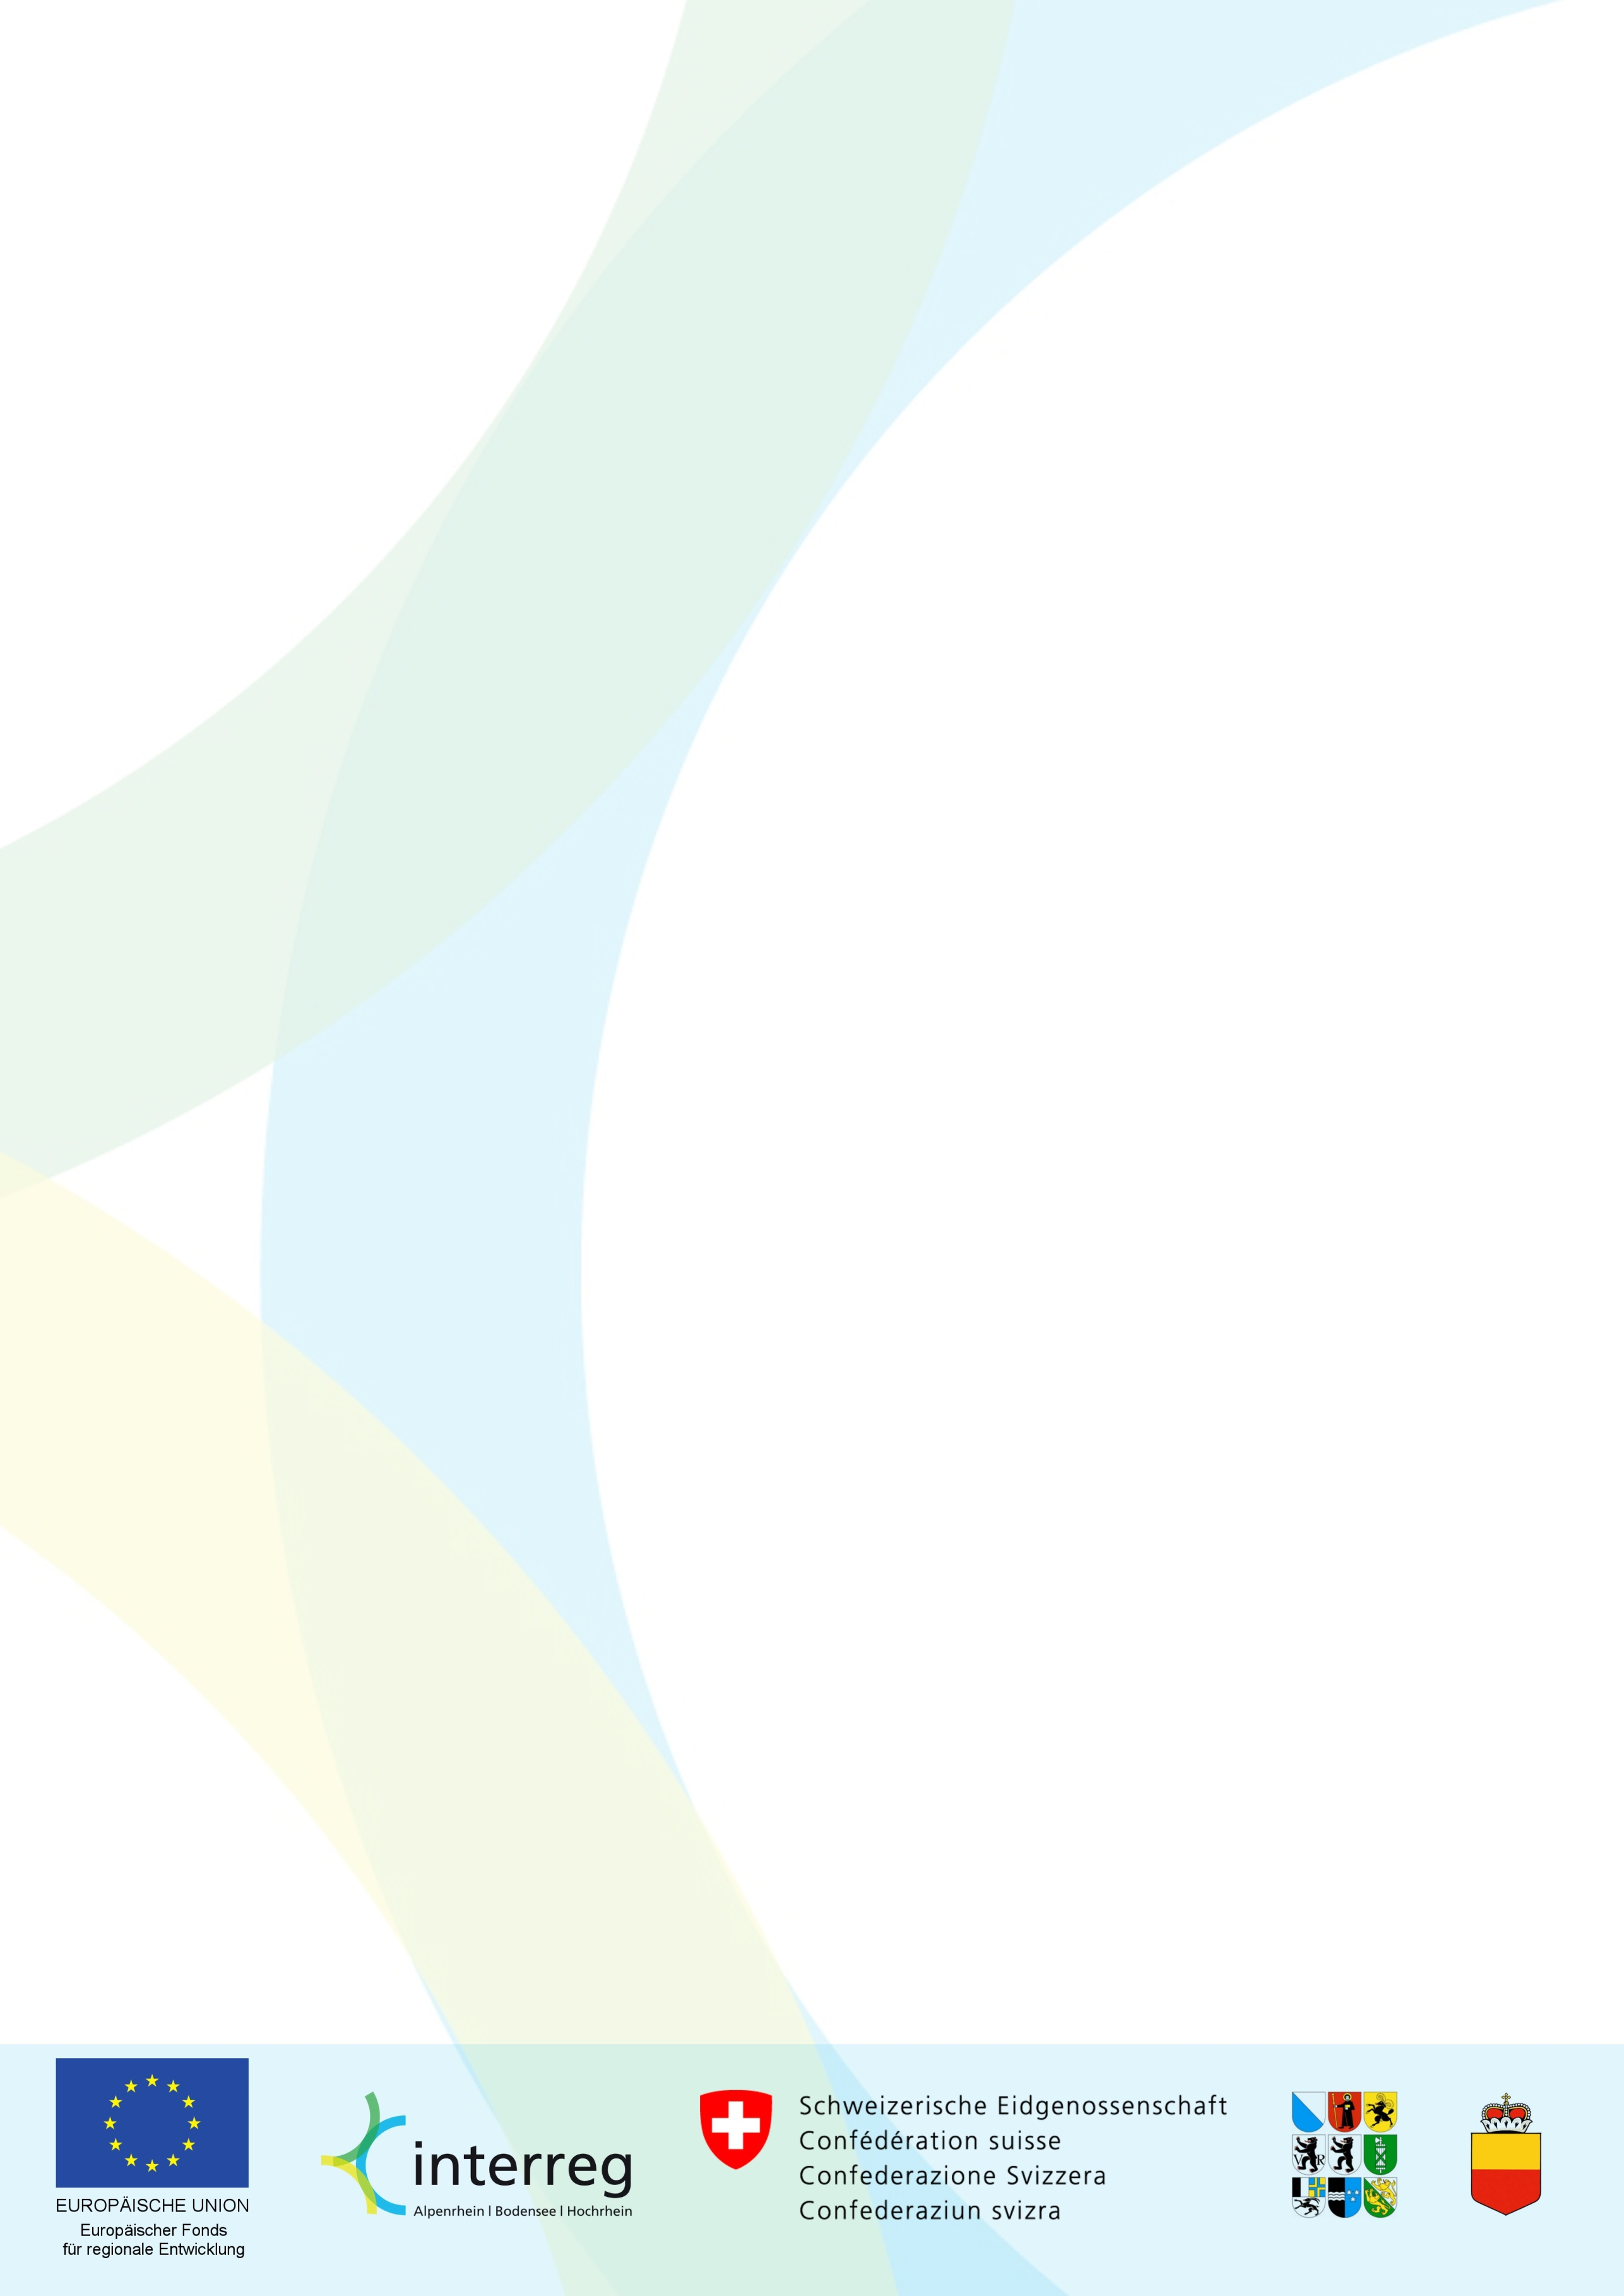 EUROPÄISCHE UNION
Europäischer Fonds
für regionale Entwicklung
interreg
Alpenrhein | Bodensee | Hochrhein
Schweizerische Eidgenossenschaft
Confédération suisse
Confederazione Svizzera
Confederaziun svizra
VR